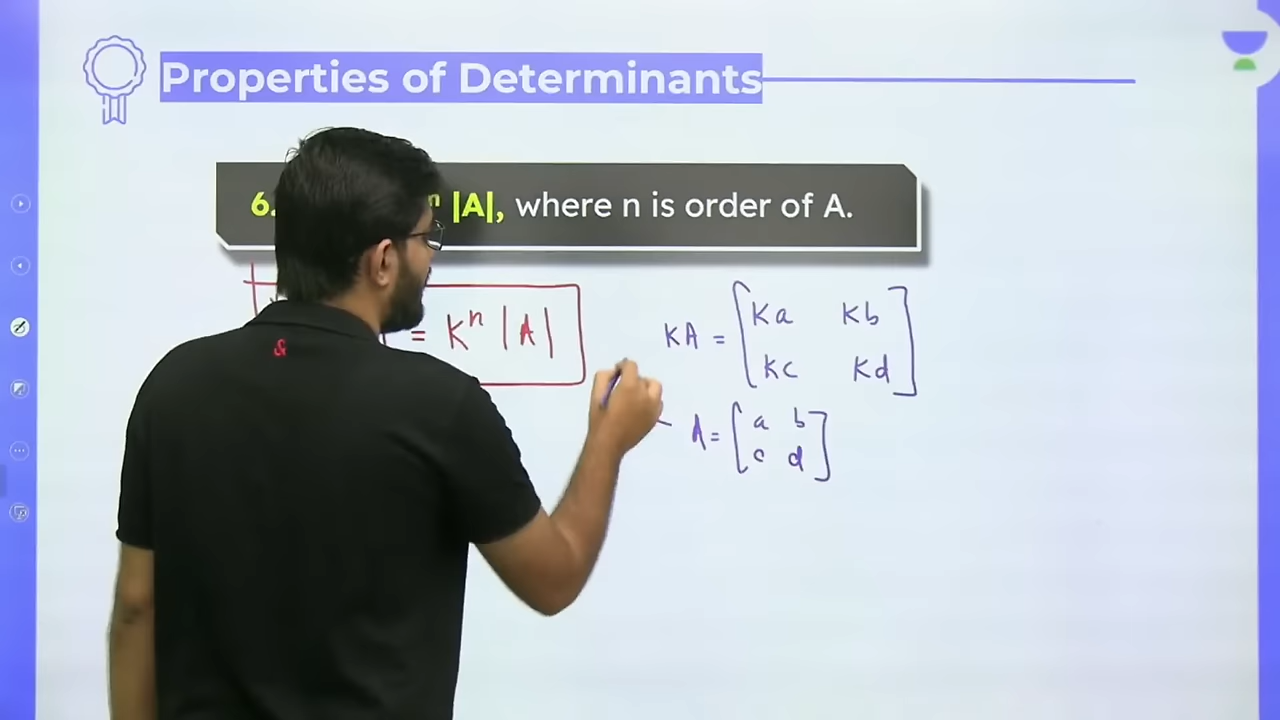 Properties of Determinants
6. n |A|, where n is order of A.
= K^n |A|
KA = [Ka Kb
Kc Kd]
A = [a b
c d]